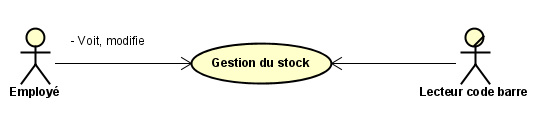 - Voit, modifie
Gestion du stock
Employé
Lecteur code barre